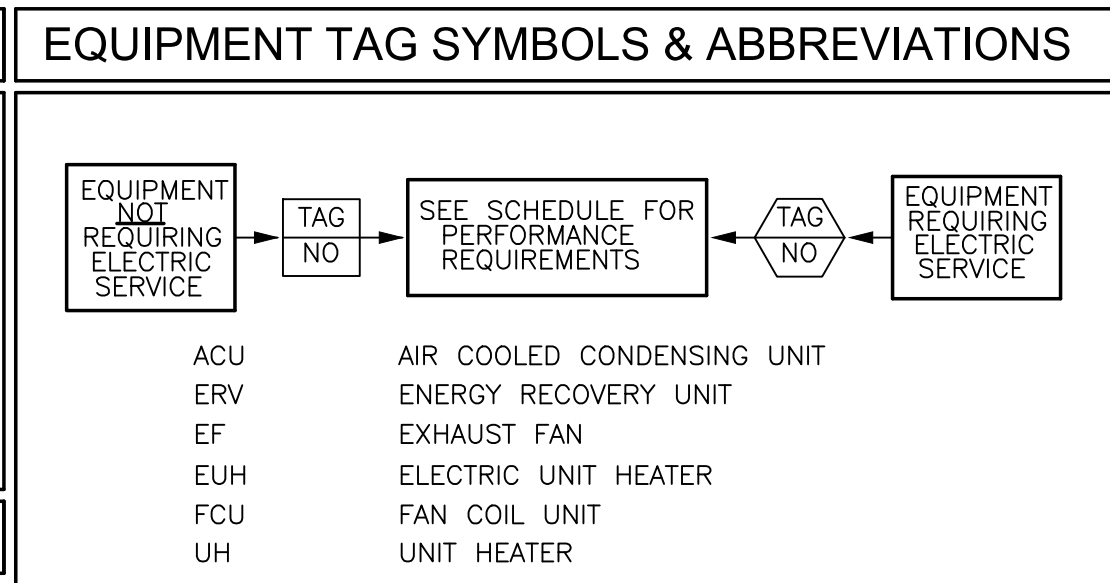 EQUIPMENT TAG SYMBOLS & ABBREVIATIONS
EQUIPMENT
NOT
REQUIRING
ELECTRIC
SERVICE
TAG
NO
SEE SCHEDULE FOR
PERFORMANCE
REQUIREMENTS
TAG
NO
EQUIPMENT
REQUIRING
ELECTRIC
SERVICE
ACU AIR COOLED CONDENSING UNIT
ERV ENERGY RECOVERY UNIT
EF EXHAUST FAN
EUH ELECTRIC UNIT HEATER
FCU FAN COIL UNIT
UH UNIT HEATER